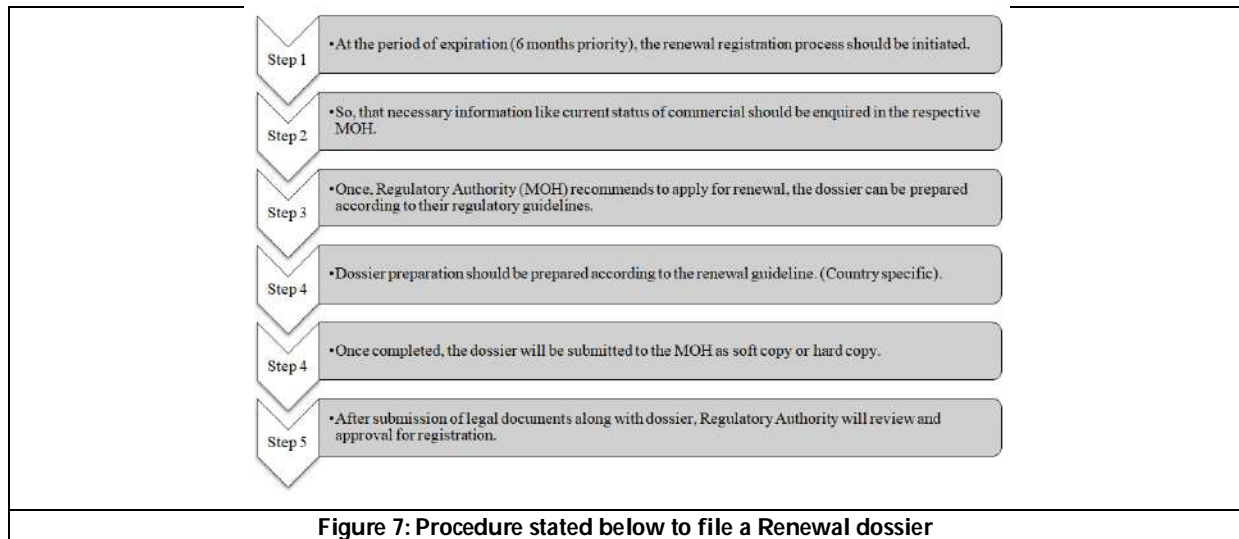 Step 1
•At the period of expiration (6 months priority), the renewal registration process should be initiated.
Step 2
•So, that necessary information like current status of commercial should be enquired in the respective
MOH.
Step 3
•Once, Regulatory Authority (MOH) recommends to apply for renewal, the dossier can be prepared
according to their regulatory guidelines.
Step 4
•Dossier preparation should be prepared according to the renewal guideline. (Country specific).
Step 4
•Once completed, the dossier will be submitted to the MOH as soft copy or hard copy.
Step 5
•After submission of legal documents along with dossier, Regulatory Authority will review and
approval for registration.
Figure 7: Procedure stated below to file a Renewal dossier